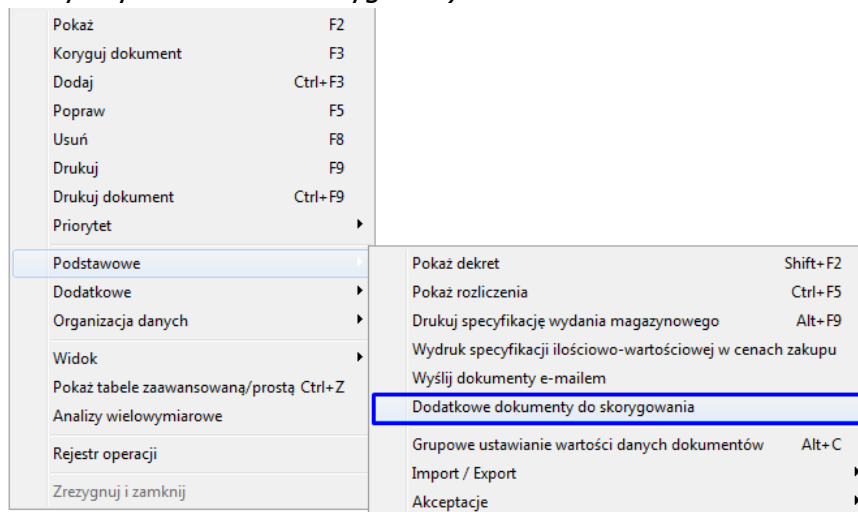 Pokaż F2
Koryguj dokument F3
Dodaj Ctrl+F3
Popraw F5
Usuń F8
Drukuj F9
Drukuj dokument Ctrl+F9
Priorytet
Podstawowe
Dodatkowe
Organizacja danych
Widok
Pokaż tabele zaawansowaną/prostą Ctrl+Z
Analizy wielowymiarowe
Rejestr operacji
Zrezygnuj i zamknij
Pokaż dekret Shift+F2
Pokaż rozliczenia Ctrl+F5
Drukuj specyfikację wydania magazynowego Alt+F9
Wydruk specyfikacji ilościowo-wartościowej w cenach zakupu
Wyślij dokumenty e-mailem
Dodatkowe dokumenty do skorygowania
Grupowe ustawianie wartości danych dokumentów Alt+C
Import / Export
Akceptacje